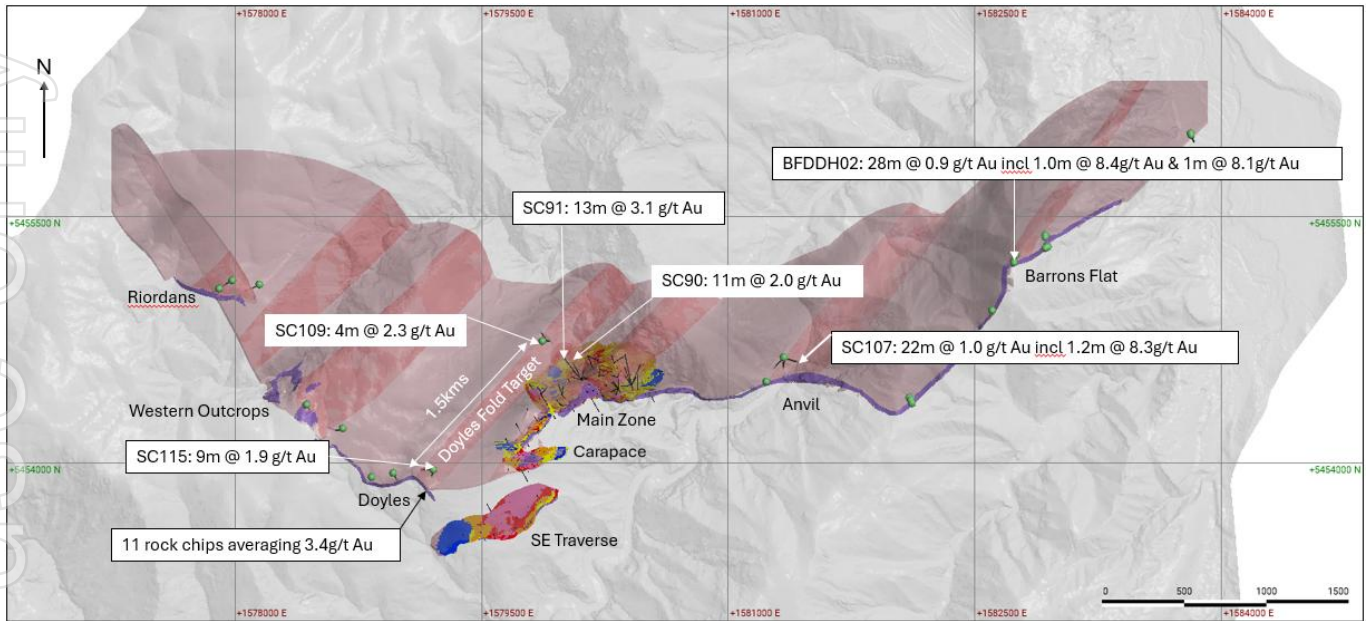 +1578000 E
+1579500 E
+1581000 E
+1582500 E
+1584000 E
N
BFDDH02: 28m @ 0.9 g/t Au incl 1.0m @ 8.4g/t Au & 1m @ 8.1g/t Au
SC91: 13m @ 3.1 g/t Au
+5455500 N
+5455500 N
SC90: 11m @ 2.0 g/t Au
Barrons Flat
Riordans
SC109: 4m @ 2.3 g/t Au
SC107: 22m @ 1.0 g/t Au incl 1.2m @ 8.3g/t Au
1.5kms
Doyles Fold Target
Western Outcrops
Anvil
Main Zone
SC115: 9m @ 1.9 g/t Au
Carapace
+5454000 N
+5454000 N
Doyles
11 rock chips averaging 3.4g/t Au
SE Traverse
0 500 1000 1500
+1578000 E
+1579500 E
+1581000 E
+1582500 E
+1584000 E